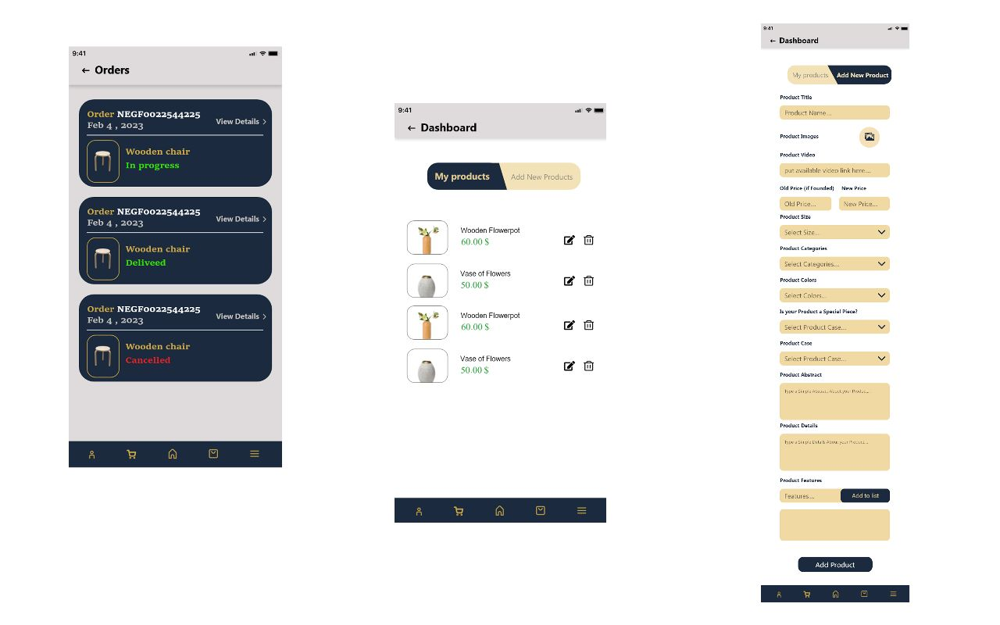 9:41
← Orders
Order NEGF0022544225
Feb 4 , 2023
View Details >
Wooden chair
In progress
Order NEGF0022544225
Feb 4 , 2023
View Details >
Wooden chair
Deliveed
Order NEGF0022544225
Feb 4 , 2023
View Details >
Wooden chair
Cancelled
9:41
← Dashboard
My products
Add New Products
Wooden Flowerpot
60.00 $
Vase of Flowers
50.00 $
Wooden Flowerpot
60.00 $
Vase of Flowers
50.00 $
9:41
← Dashboard
My products
Add New Product
Product Title
Product Name...
Product Images
Product Video
put available video link here....
Old Price (if Founded) New Price
Old Price... New Price...
Product Size
Select Size...
Product Categories
Select Categories...
Product Colors
Select Colors...
Is your Product a Special Piece?
Select Product Case...
Product Case
Select Product Case...
Product Abstract
Type a Simple Abstract About your Product...
Product Details
Type a Simple Details About your Product...
Product Features
Features....
Add to list
Add Product